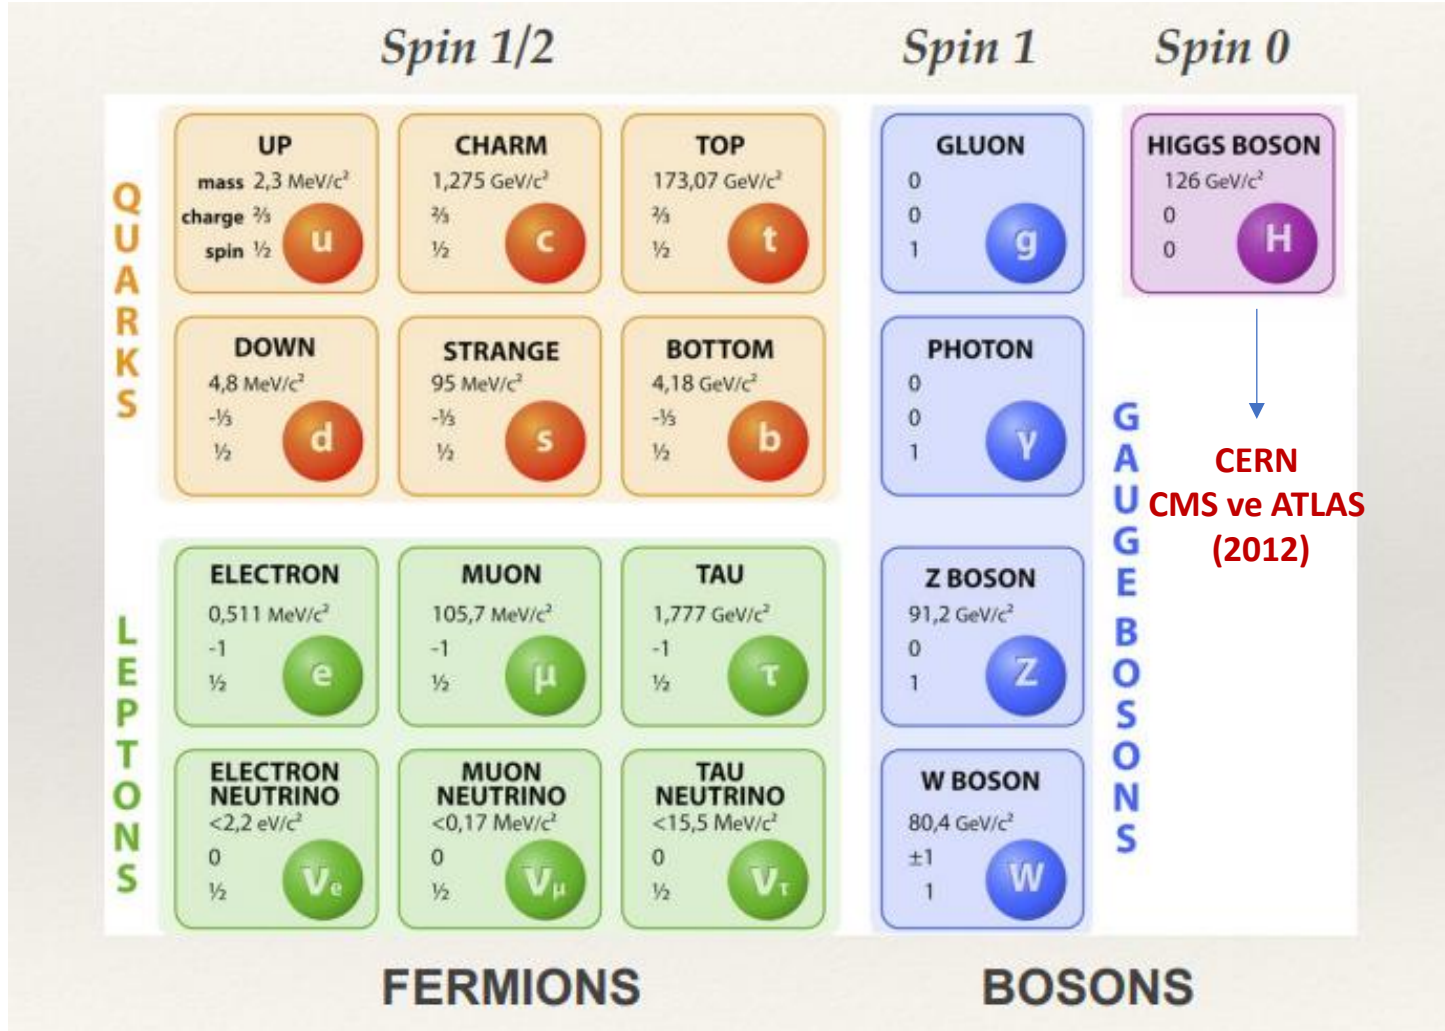 Spin 1/2
Spin 1
Spin 0
QUARKS
UP
mass 2,3 MeV/c²
charge ⅔
spin ½
u
CHARM
1,275 GeV/c²
⅔
½
c
TOP
173,07 GeV/c²
⅔
½
t
GLUON
0
0
1
g
HIGGS BOSON
126 GeV/c²
0
0
H
DOWN
4,8 MeV/c²
-⅓
½
d
STRANGE
95 MeV/c²
-⅓
½
s
BOTTOM
4,18 GeV/c²
-⅓
½
b
PHOTON
0
0
1
γ
GAUGE BOSONS
CERN
CMS ve ATLAS
(2012)
LEPTONS
ELECTRON
0,511 MeV/c²
-1
½
e
MUON
105,7 MeV/c²
-1
½
μ
TAU
1,777 GeV/c²
-1
½
τ
Z BOSON
91,2 GeV/c²
0
1
Z
ELECTRON
NEUTRINO
<2,2 eV/c²
0
½
νe
MUON
NEUTRINO
<0,17 MeV/c²
0
½
νμ
TAU
NEUTRINO
<15,5 MeV/c²
0
½
ντ
W BOSON
80,4 GeV/c²
±1
1
W
FERMIONS
BOSONS